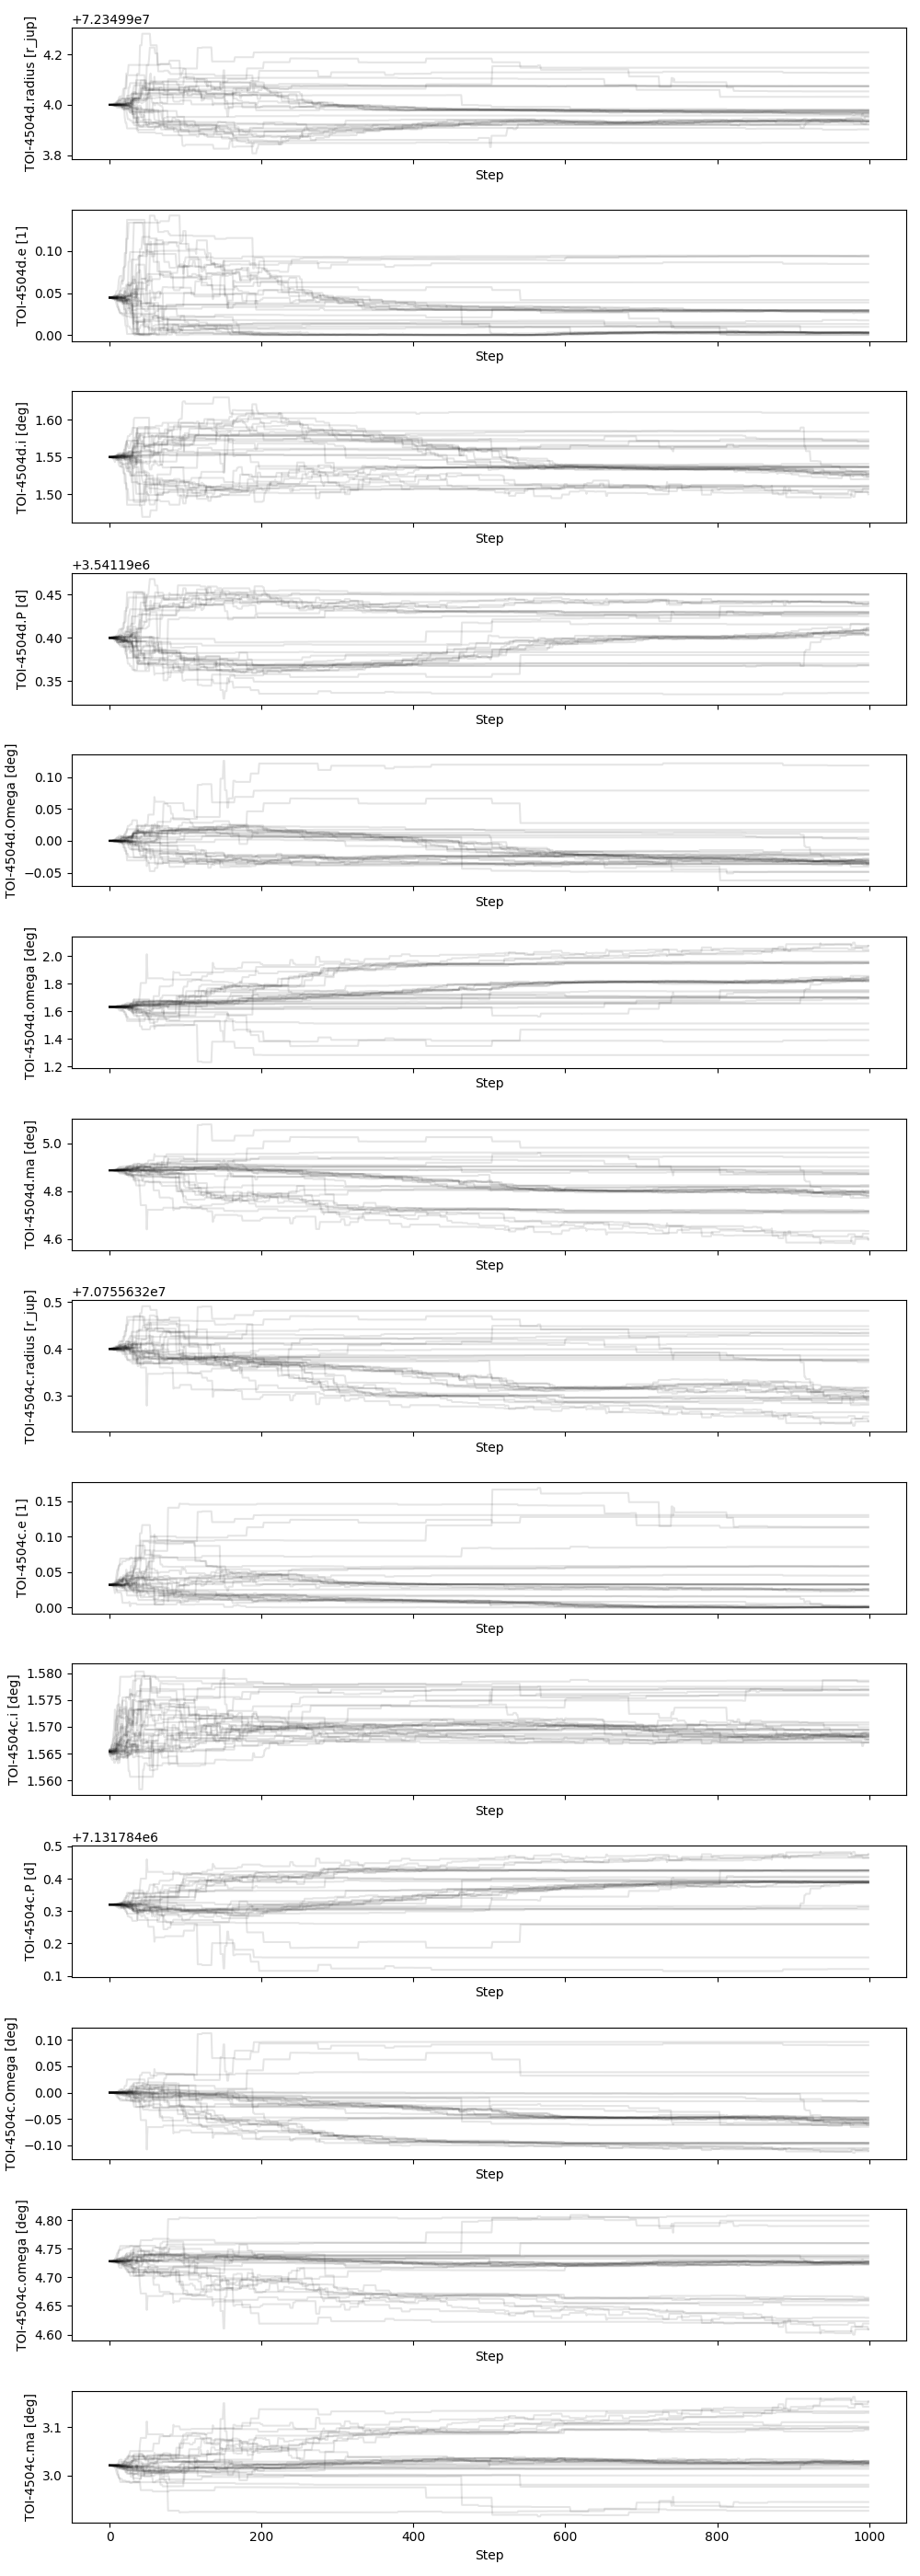 +7.23499e7
4.2
4.0
3.8
TOI-4504d.radius [r_jup]
Step
0.10
0.05
0.00
TOI-4504d.e [1]
Step
1.60
1.55
1.50
TOI-4504d.i [deg]
Step
+3.54119e6
0.45
0.40
0.35
TOI-4504d.P [d]
Step
0.10
0.05
0.00
−0.05
TOI-4504d.Omega [deg]
Step
2.0
1.8
1.6
1.4
1.2
TOI-4504d.omega [deg]
Step
5.0
4.8
4.6
TOI-4504d.ma [deg]
Step
+7.0755632e7
0.5
0.4
0.3
TOI-4504c.radius [r_jup]
Step
0.15
0.10
0.05
0.00
TOI-4504c.e [1]
Step
1.580
1.575
1.570
1.565
1.560
TOI-4504c.i [deg]
Step
+7.131784e6
0.5
0.4
0.3
0.2
0.1
TOI-4504c.P [d]
Step
0.10
0.05
0.00
−0.05
−0.10
TOI-4504c.Omega [deg]
Step
4.80
4.75
4.70
4.65
4.60
TOI-4504c.omega [deg]
Step
3.1
3.0
TOI-4504c.ma [deg]
0 200 400 600 800 1000
Step